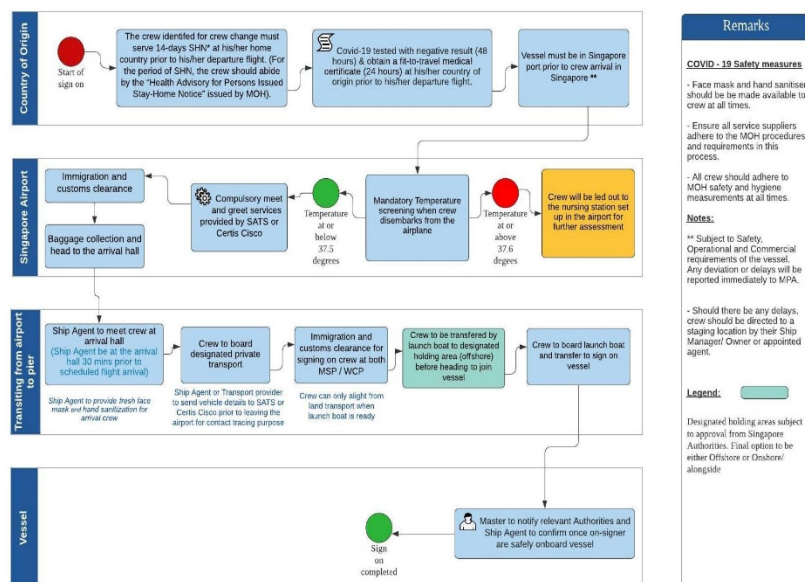 Country of Origin
Start of
sign on
The crew identifed for crew change must
serve 14-days SHN* at his/her home
country prior to his/her departure flight. (For
the period of SHN, the crew should abide
by the "Health Advisory for Persons Issued
Stay-Home Notice" issued by MOH).
Covid-19 tested with negative result (48
hours) & obtain a fit-to-travel medical
certificate (24 hours) at his/her country of
origin prior to his/her departure flight.
Vessel must be in Singapore
port prior to crew arrival in
Singapore **
Singapore Airport
Immigration and
customs clearance
Baggage collection and
head to the arrival hall
Compulsory meet
and greet services
provided by SATS or
Certis Cisco
Temperature
at or
below
37.5
degrees
Mandatory Temperature
screening when crew
disembarks from the
airplane
Temperature
at or
above
37.6
degees
Crew will be led out to
the nursing station set
up in the airport for
further assessment
Transiting from airport
to pier
Ship Agent to meet crew at
arrival hall
(Ship Agent be at the arrival
hall 30 mins prior to
scheduled flight arrival)
Ship Agent to provide fresh face
mask and hand sanitization for
arrival crew
Crew to board
designated private
transport
Ship Agent or Transport provider
to send vehicle details to SATS
or Certis Cisco prior to leaving the
airport for contact tracing purpose
Immigration and
customs clearance for
signing on crew at both
MSP / WCP
Crew can only alight from
land transport when
launch boat is ready
Crew to be transfered by
launch boat to designated
holding area (offshore)
before heading to join
vessel
Crew to board launch boat
and transfer to sign on
vessel
Vessel
Sign
on
completed
Master to notify relevant Authorities and
Ship Agent to confirm once on-signer
are safely onboard vessel
Remarks
COVID - 19 Safety measures
- Face mask and hand sanitiser
should be be made available to
crew at all times.
- Ensure all service suppliers
adhere to the MOH procedures
and requirements in this
process.
- All crew should adhere to
MOH safety and hygiene
measurements at all times.
Notes:
** Subject to Safety,
Operational and Commercial
requirements of the vessel.
Any deviation or delays will be
reported immediately to MPA.
- Should there be any delays,
crew should be directed to a
staging location by their Ship
Manager/ Owner or appointed
agent.
Legend:
Designated holding areas subject
to approval from Singapore
Authorities. Final option to be
either Offshore or Onshore/
alongside